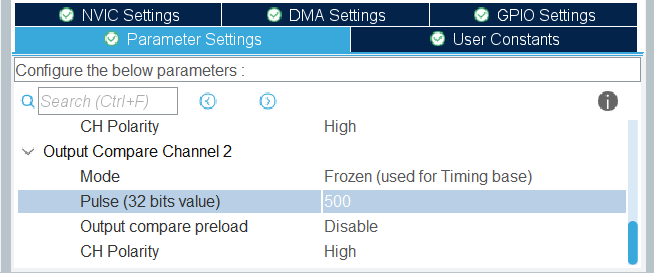 NVIC Settings DMA Settings GPIO Settings
Parameter Settings User Constants
Configure the below parameters :
Search (Ctrl+F)
CH Polarity High
Output Compare Channel 2
Mode Frozen (used for Timing base)
Pulse (32 bits value) 500
Output compare preload Disable
CH Polarity High